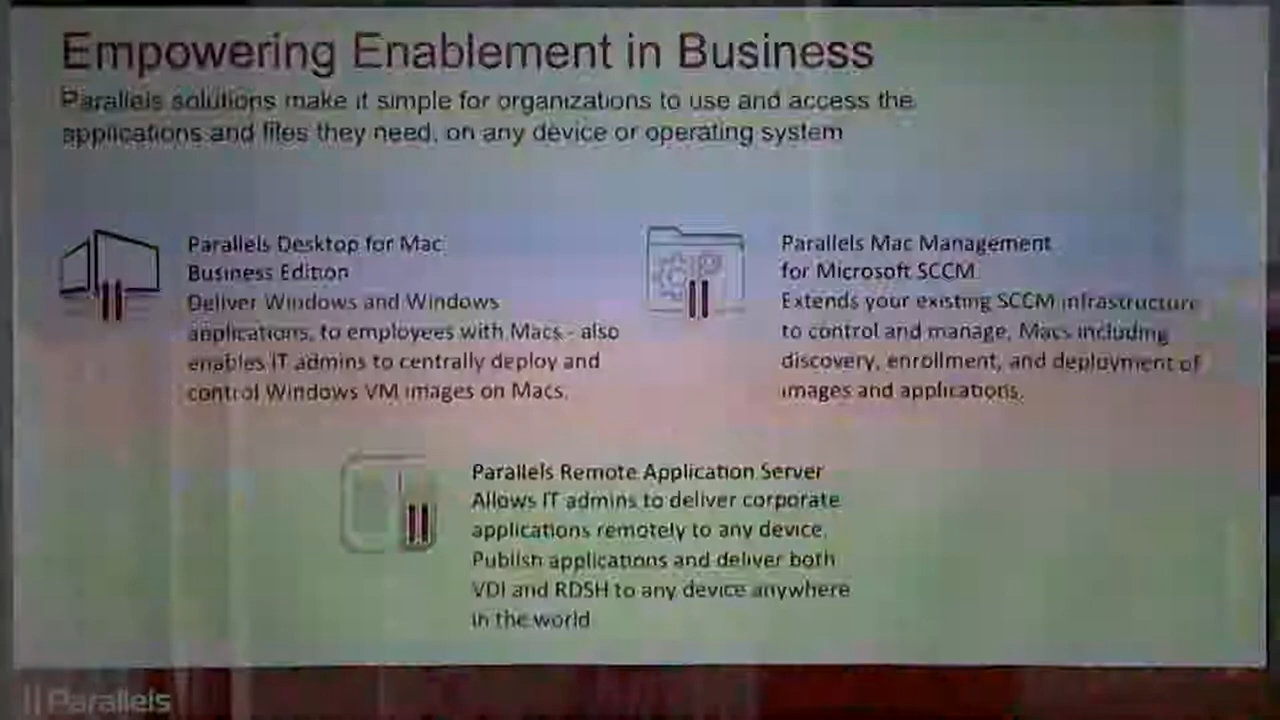 Empowering Enablement in Business
Parallels solutions make it simple for organizations to use and access the
applications and files they need, on any device or operating system
Parallels Desktop for Mac
Business Edition
Deliver Windows and Windows
applications, to employees with Macs - also
enables IT admins to centrally deploy and
control Windows VM images on Macs.
Parallels Mac Management
for Microsoft SCCM
Extends your existing SCCM infrastructure
to control and manage, Macs including
discovery, enrollment, and deployment of
images and applications.
Parallels Remote Application Server
Allows IT admins to deliver corporate
applications remotely to any device.
Publish applications and deliver both
VDI and RDSH to any device anywhere
in the world
|| Parallels